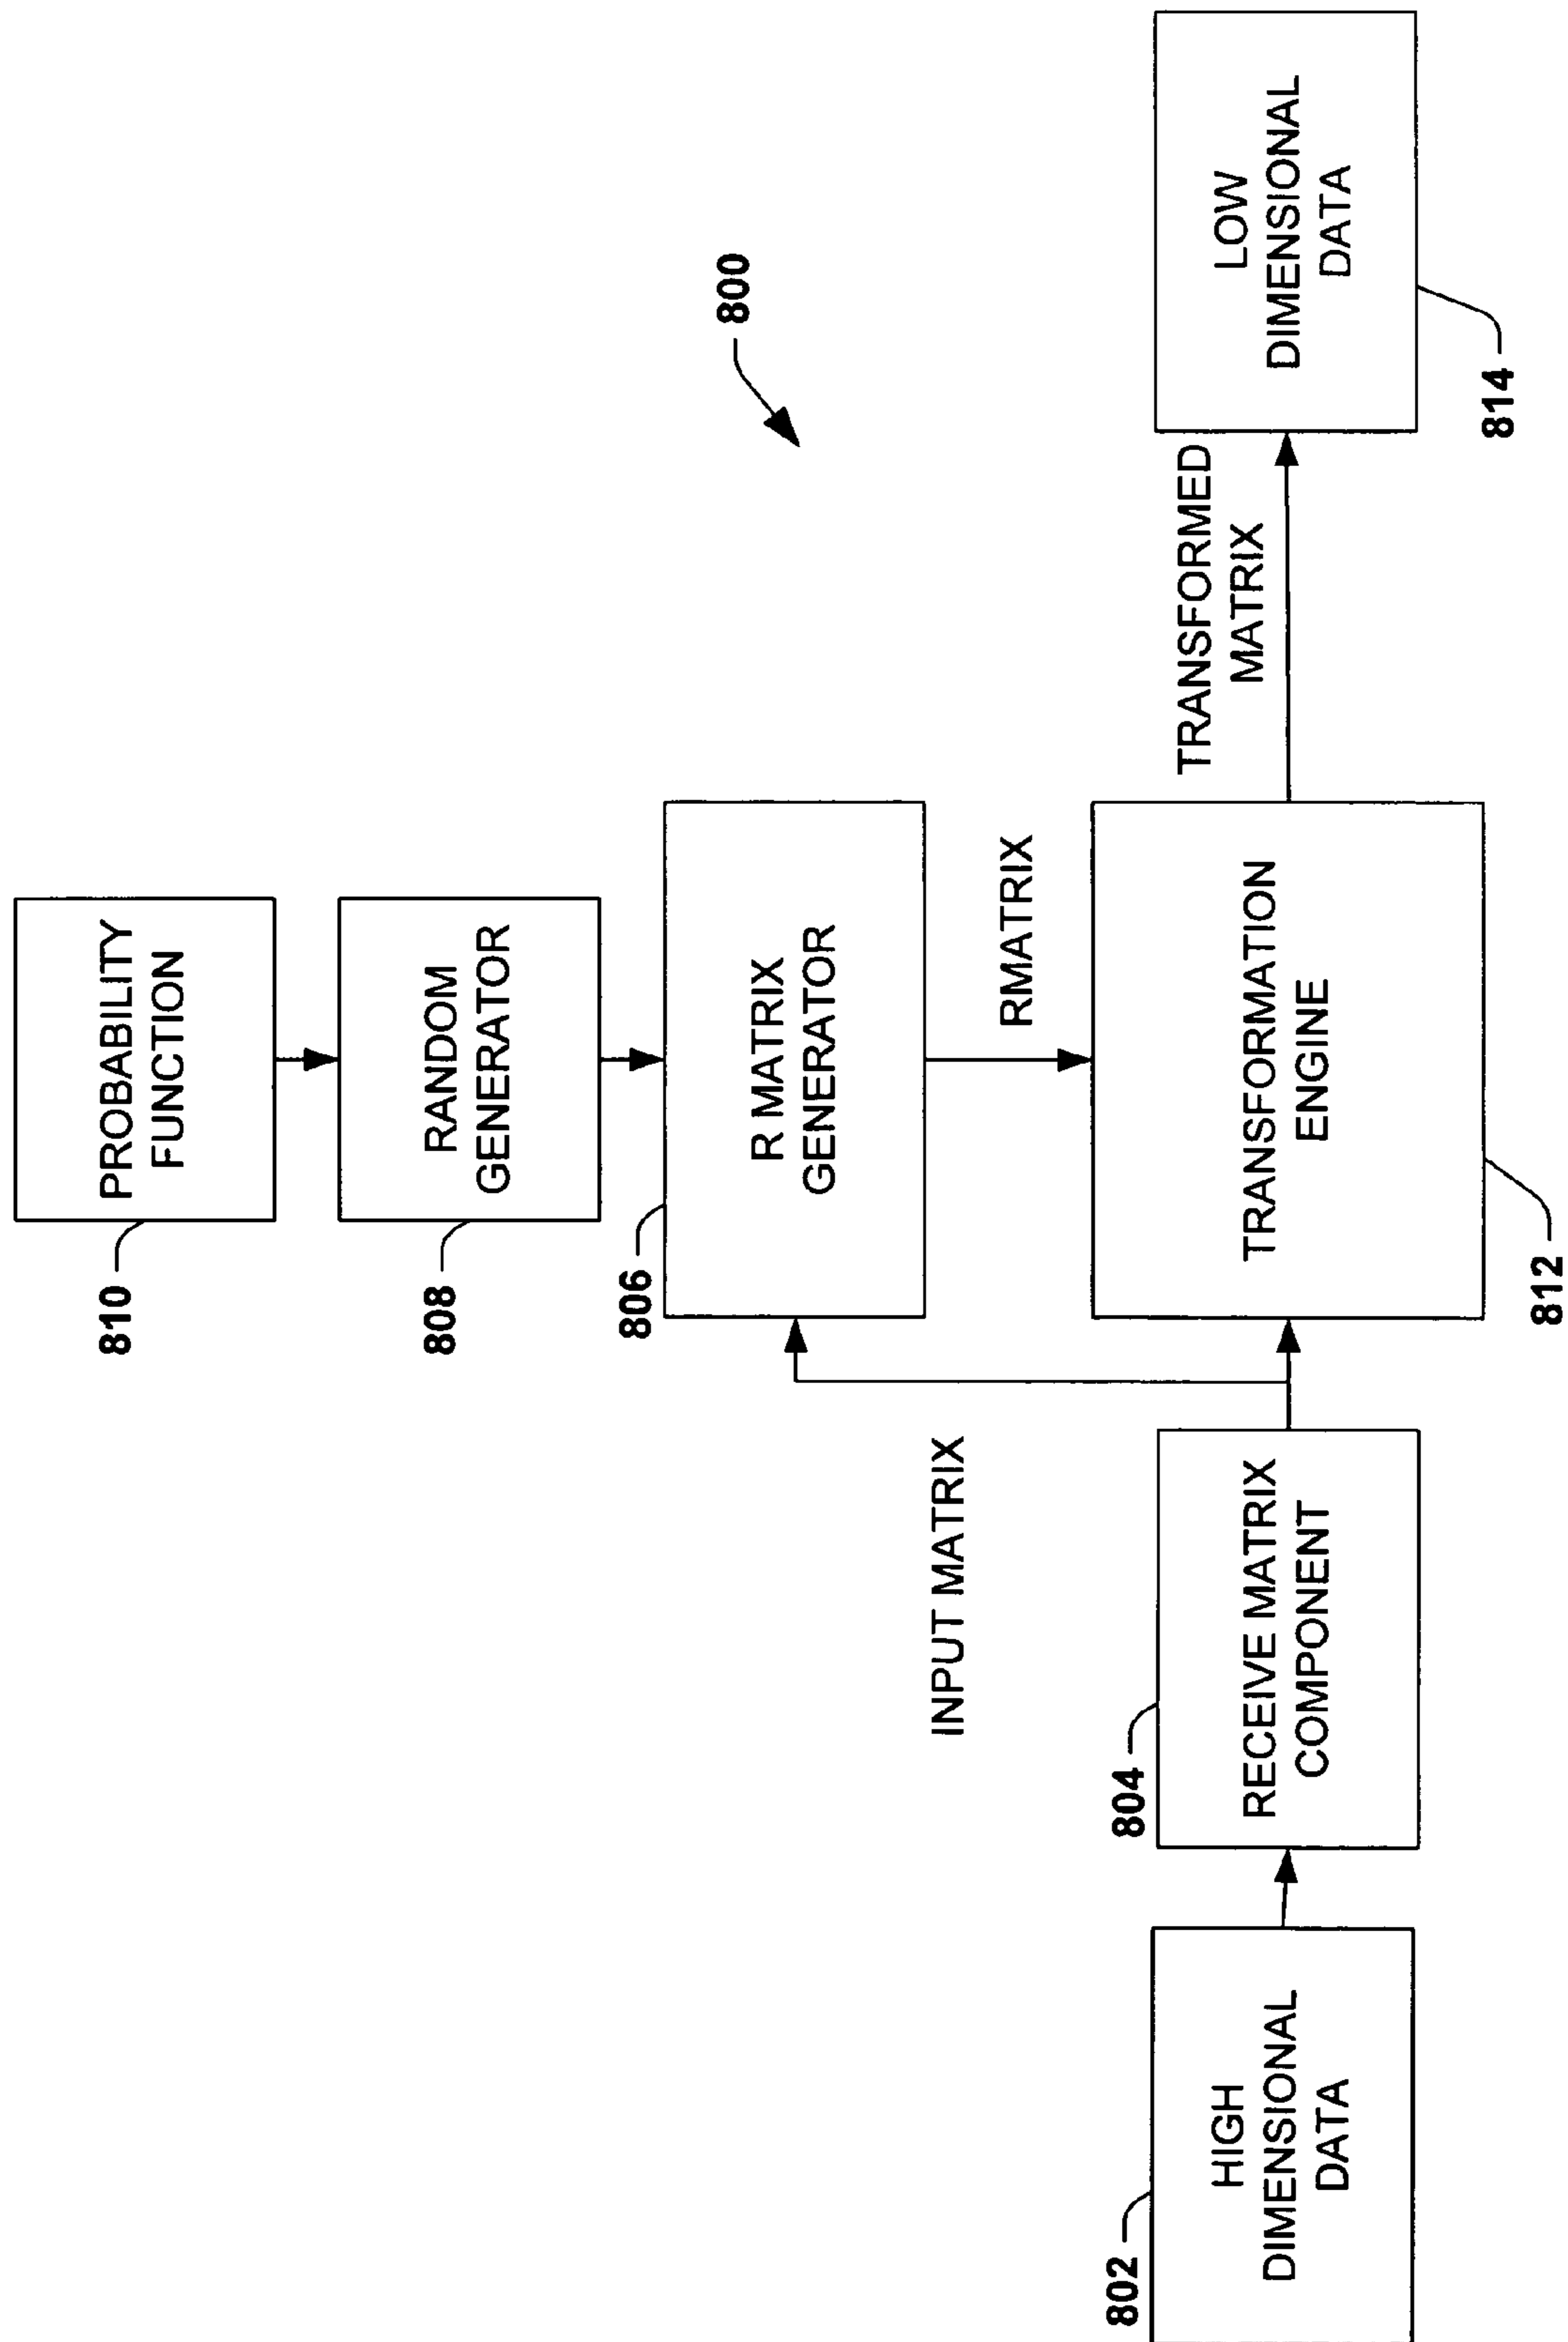 810
PROBABILITY
FUNCTION
808
RANDOM
GENERATOR
800
806
R MATRIX
GENERATOR
INPUT MATRIX
RMATRIX
802
HIGH
DIMENSIONAL
DATA
804
RECEIVE MATRIX
COMPONENT
TRANSFORMATION
ENGINE
812
TRANSFORMED
MATRIX
LOW
DIMENSIONAL
DATA
814